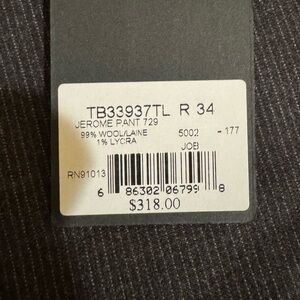 TB33937TL R 34
JEROME PANT 729
99% WOOL/LAINE 5002 - 177
1% LYCRA JOB
RN91013
6 86302 06799 8
$318.00